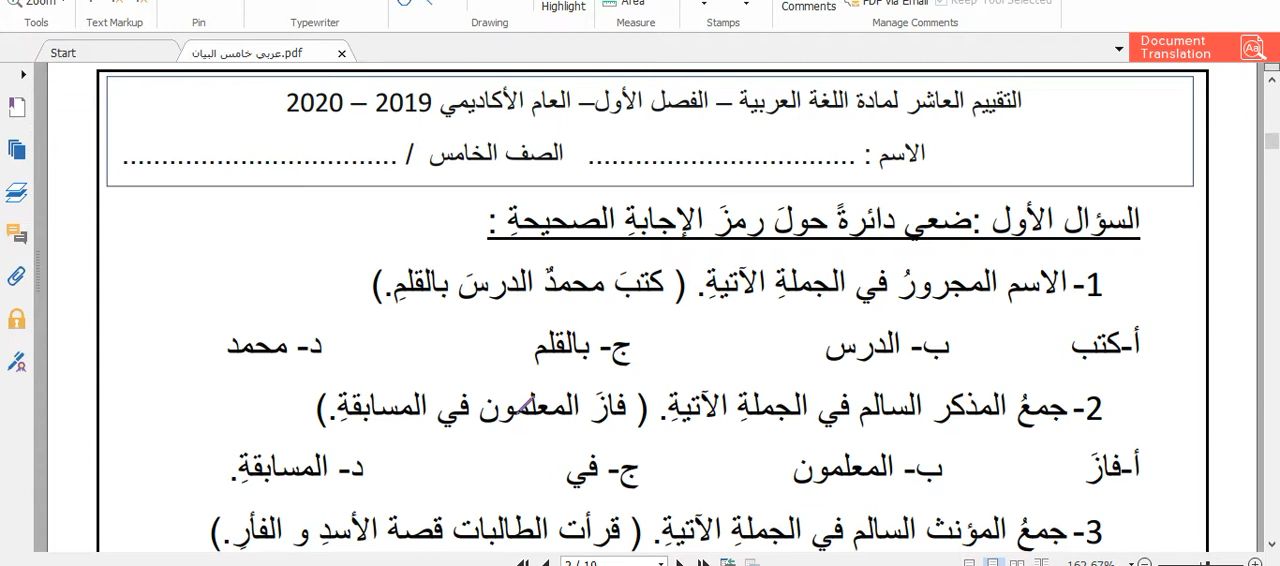 Zoom
Highlight
Area
Comments
PDF via Email
Keep Tool Selected
Tools
Text Markup
Pin
Typewriter
Drawing
Measure
Stamps
Manage Comments
Start
عربي خامس البيان.pdf
Document
Translation
التقييم العاشر لمادة اللغة العربية – الفصل الأول– العام الأكاديمي 2019 – 2020
الاسم : .................................. الصف الخامس / ...................................
السؤال الأول :ضعي دائرةً حولَ رمزَ الإجابةِ الصحيحةِ :
1- الاسم المجرورُ في الجملةِ الآتيةِ. ( كتبَ محمدٌ الدرسَ بالقلمِ.)
أ-كتب ب- الدرس ج- بالقلم د- محمد
2- جمعُ المذكر السالم في الجملةِ الآتيةِ. ( فازَ المعلمون في المسابقةِ.)
أ-فازَ ب- المعلمون ج- في د- المسابقةِ.
3- جمعُ المؤنث السالم في الجملةِ الآتيةِ. ( قرأت الطالبات قصة الأسدِ و الفأرِ.)
2 / 10
162.67%